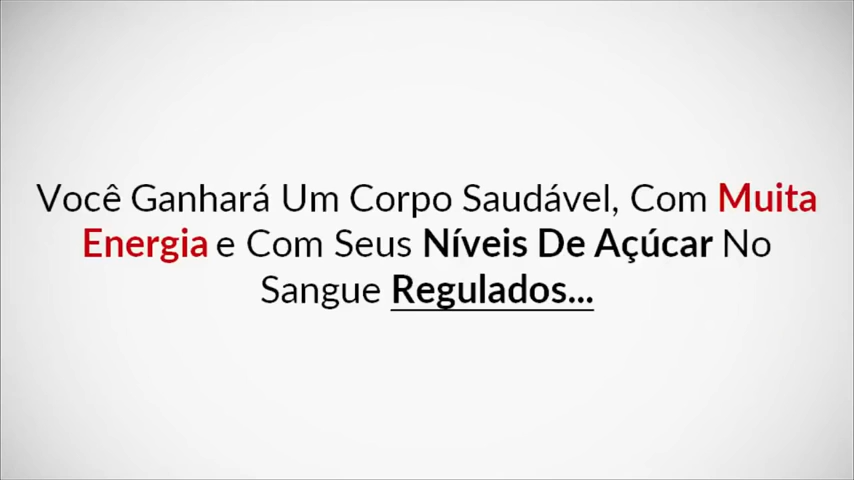 Você Ganhará Um Corpo Saudável, Com Muita
Energia e Com Seus Níveis De Açúcar No
Sangue Regulados...